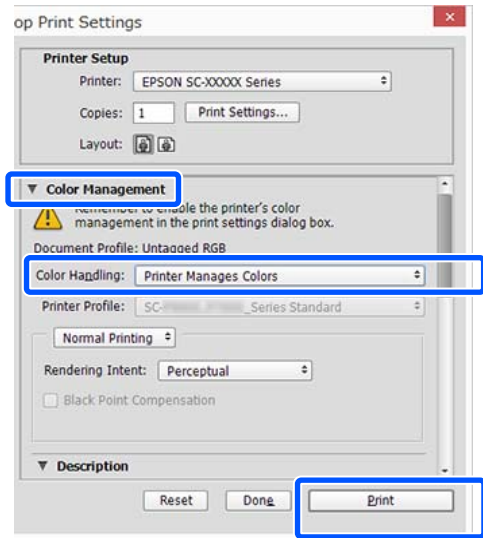 op Print Settings
Printer Setup
Printer: EPSON SC-XXXXX Series
Copies: 1 Print Settings...
Layout:
Color Management
Remember to enable the printer's color
management in the print settings dialog box.
Document Profile: Untagged RGB
Color Handling: Printer Manages Colors
Printer Profile: SC- _Series Standard
Normal Printing
Rendering Intent: Perceptual
Black Point Compensation
Description
Reset Done Print